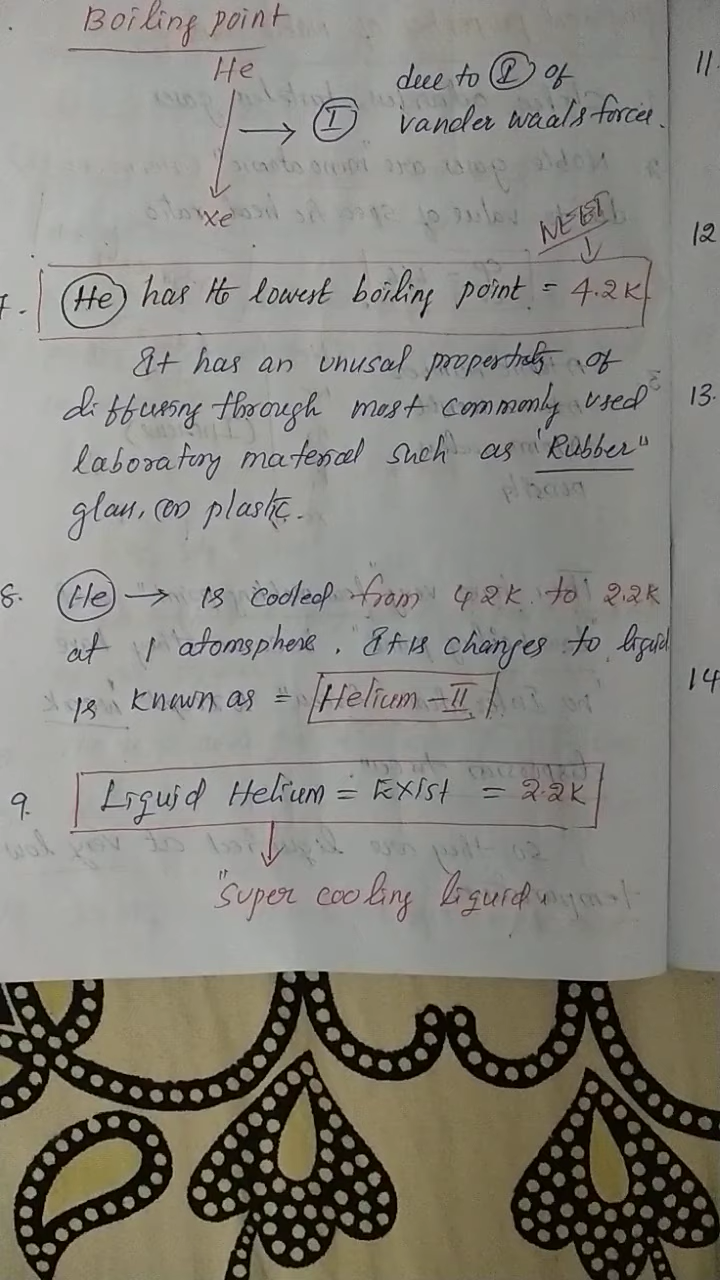 Boiling point
He
due to Ⓘ of
→ Ⓘ vander waal's forces.
Xe
NEET
7. He has the lowest boiling point = 4.2K
It has an unusal property of
diffusing through most commonly used
laboratory material such as "Rubber"
glass, (or) plastic.
8. He → is cooled from 4.2K to 2.2K
at 1 atomsphere. It is changes to liquid
is known as = Helium-II
9. Liquid Helium = Exist = 2.2K
"super cooling liquid"
11.
12
13.
14